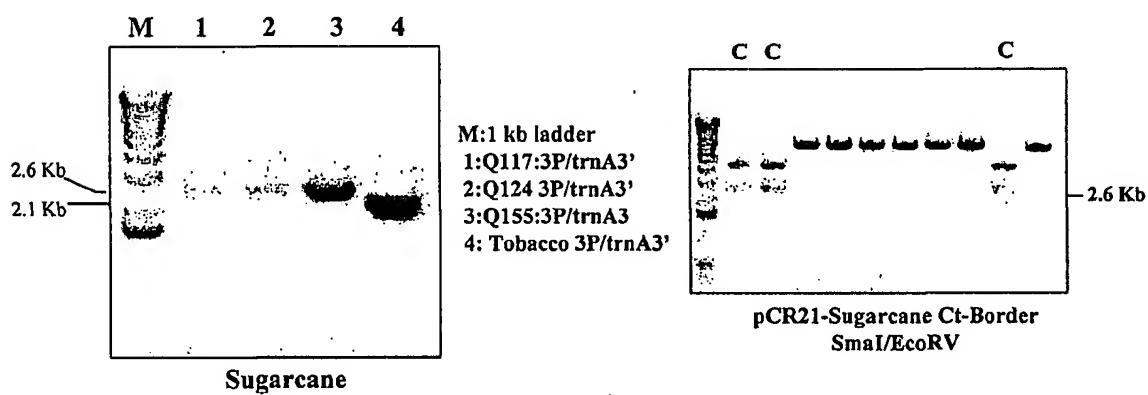 M 1 2 3 4
2.6 Kb
2.1 Kb
Sugarcane
M:1 kb ladder
1:Q117:3P/trnA3'
2:Q124 3P/trnA3'
3:Q155:3P/trnA3
4: Tobacco 3P/trnA3'
C C C
2.6 Kb
pCR21-Sugarcane Ct-Border
SmaI/EcoRV